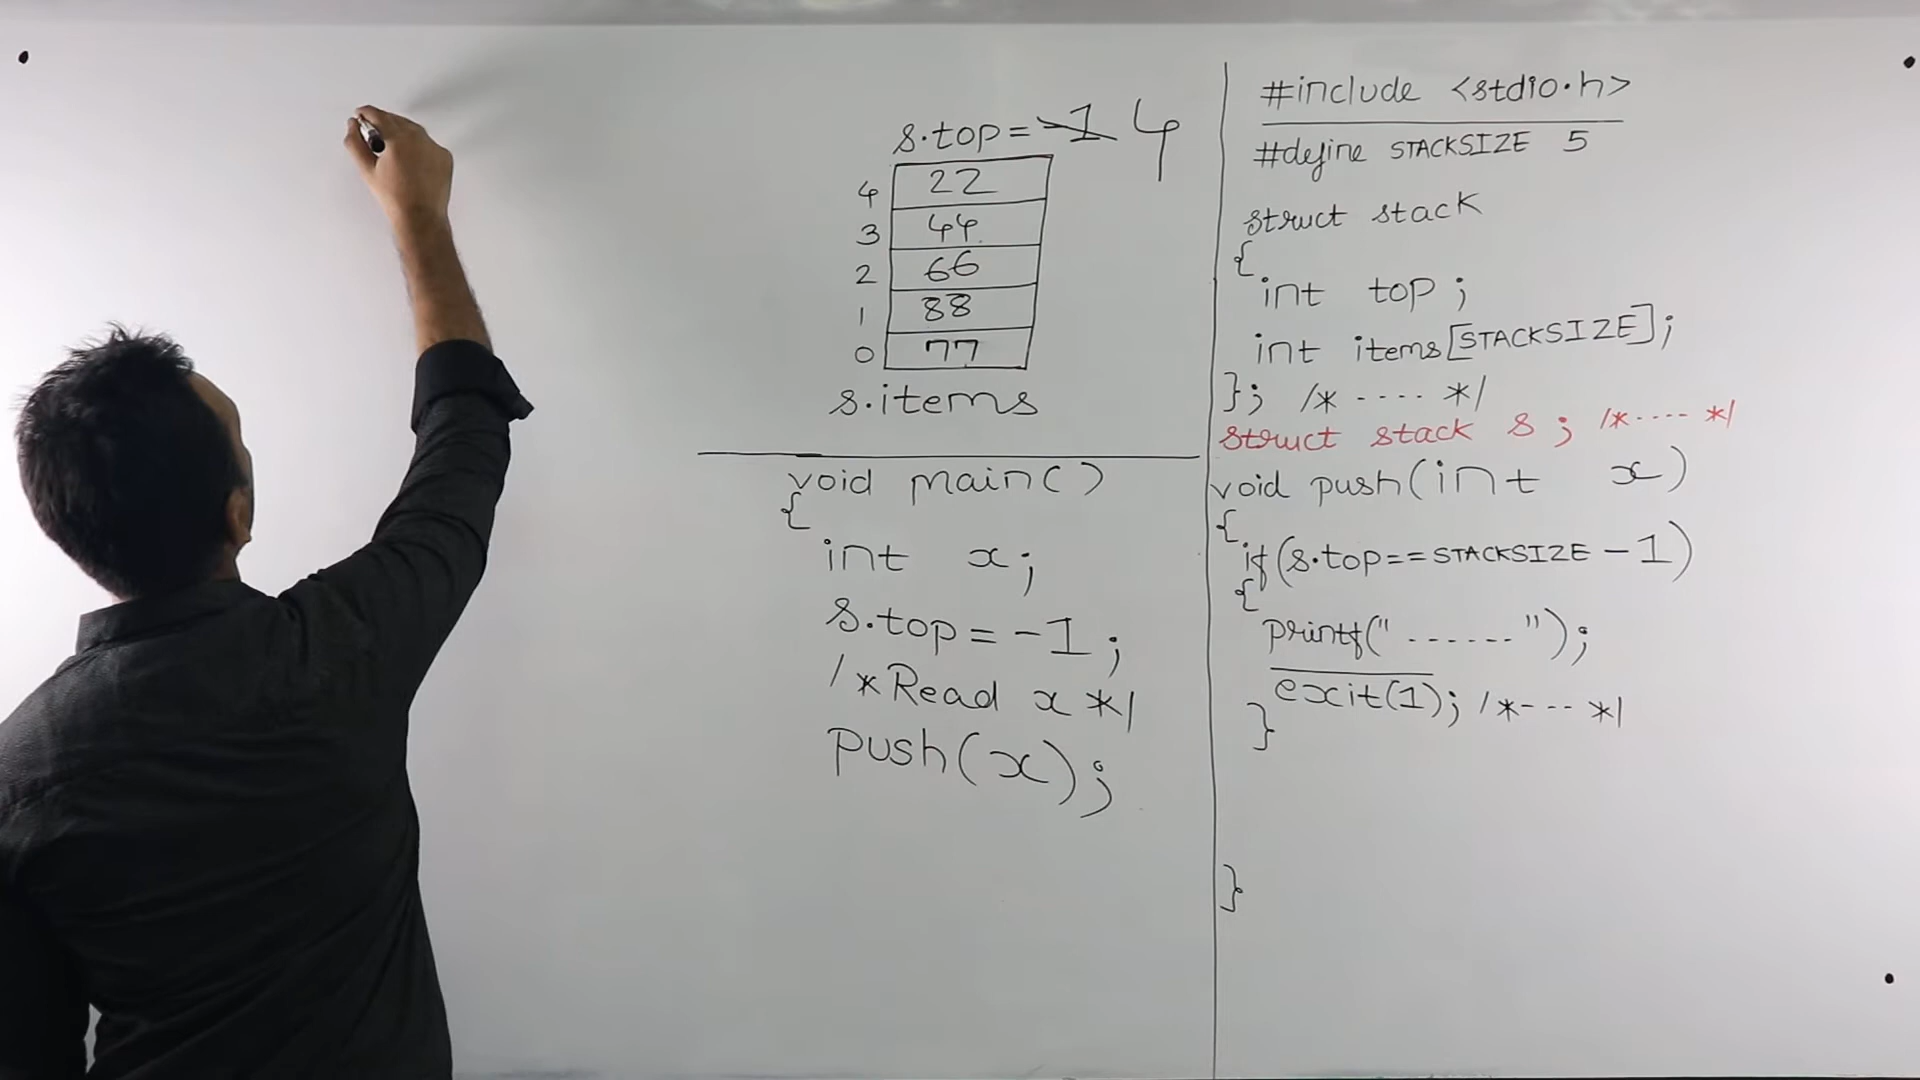 s.top = -1 4
4 22
3 44
2 66
1 88
0 77
s.items
void main()
{
int x;
s.top = -1;
/*Read x */
push(x);
#include <stdio.h>
#define STACKSIZE 5
struct stack
{
int top;
int items[STACKSIZE];
}; /* ---- */
struct stack s; /*---- */
void push(int x)
{
if(s.top==STACKSIZE -1)
{
printf("------");
exit(1); /*--- */
}
}